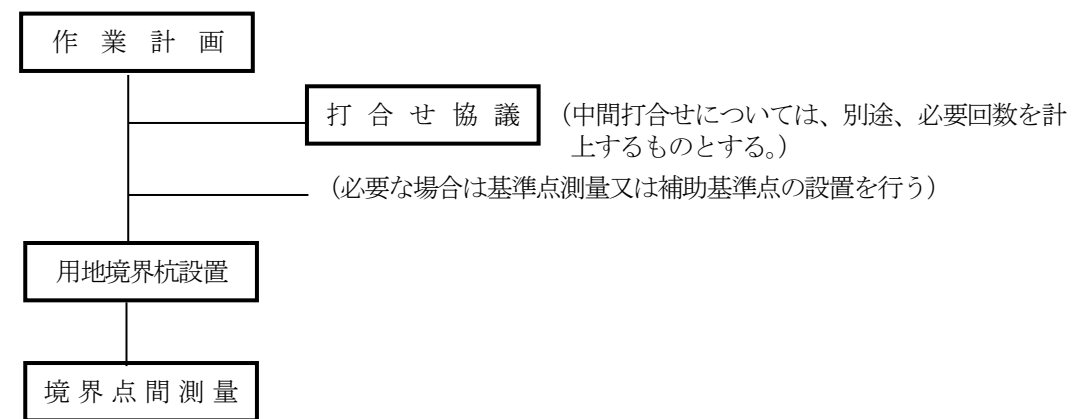 作業計画
打合せ協議
（中間打合せについては、別途、必要回数を計
上するものとする。）
（必要な場合は基準点測量又は補助基準点の設置を行う）
用地境界杭設置
境界点間測量